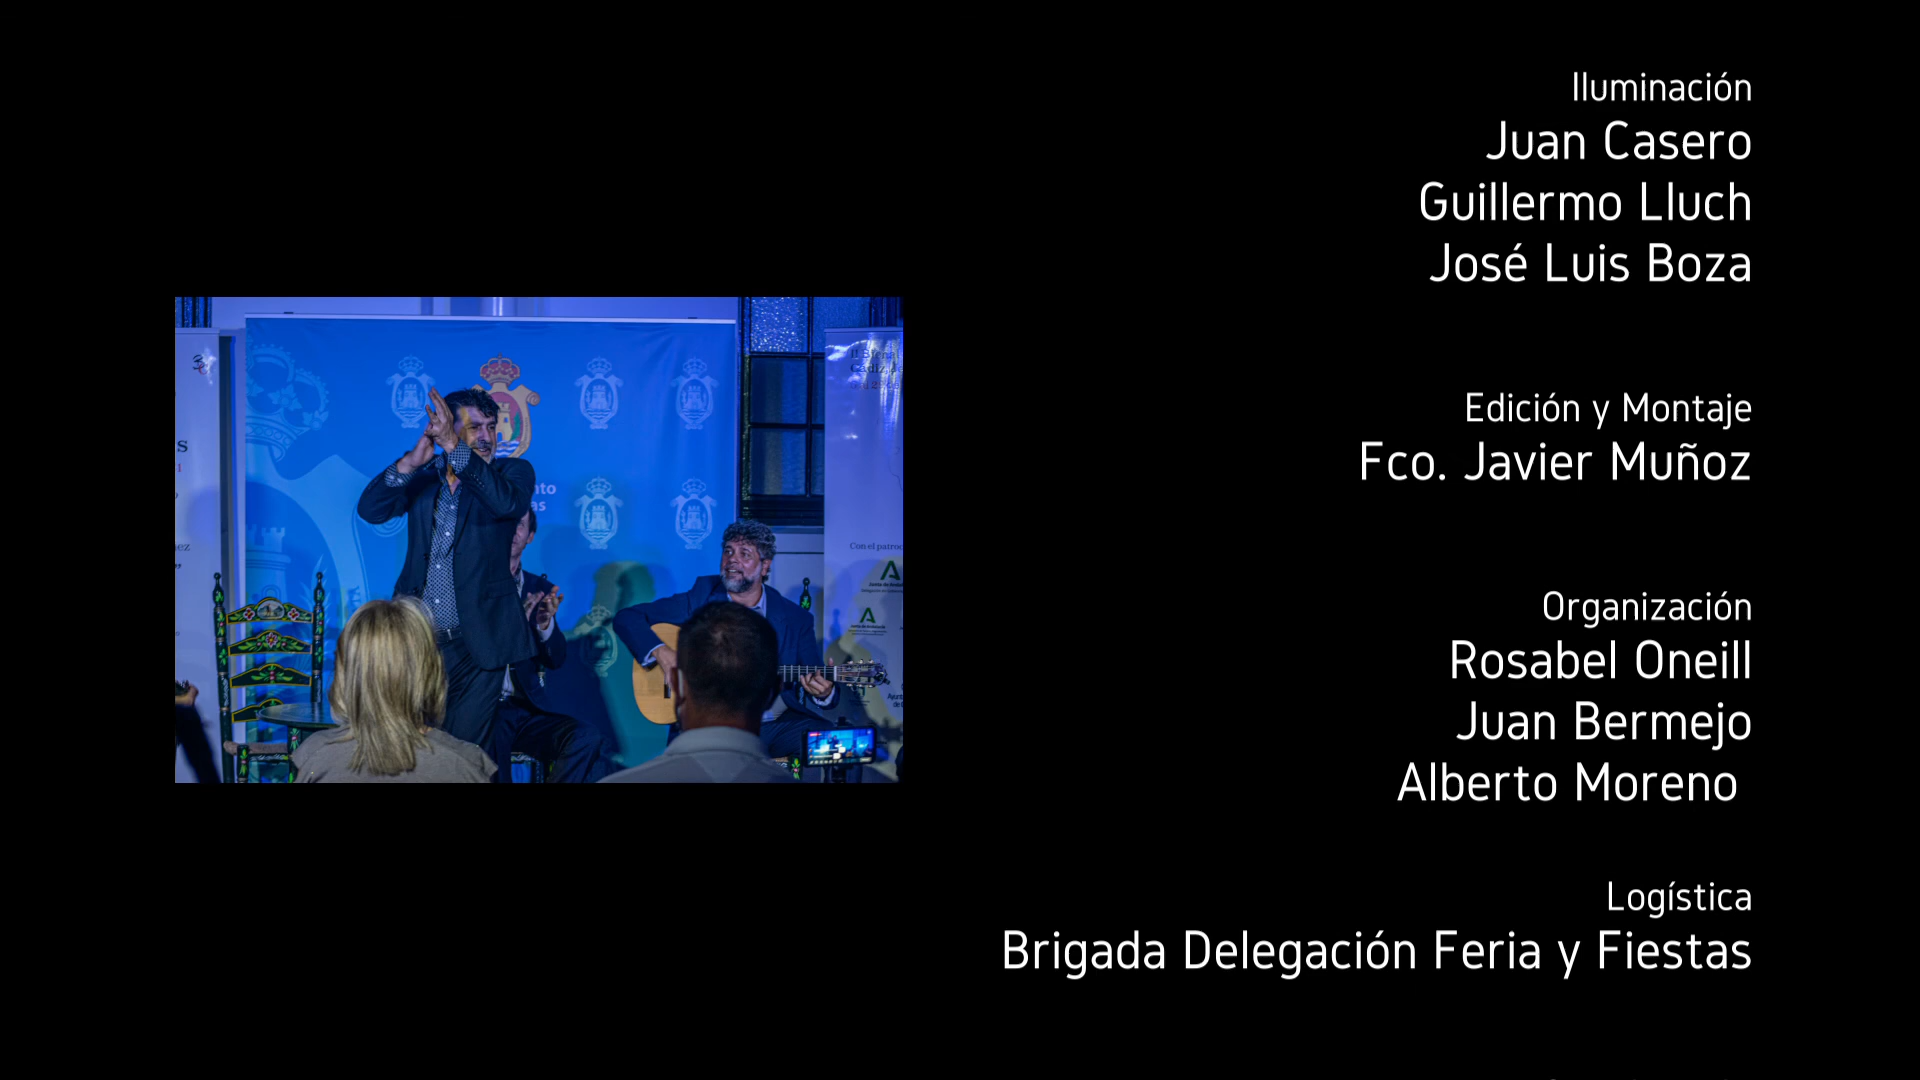 Iluminación
Juan Casero
Guillermo Lluch
José Luis Boza
Edición y Montaje
Fco. Javier Muñoz
Organización
Rosabel Oneill
Juan Bermejo
Alberto Moreno
Logística
Brigada Delegación Feria y Fiestas